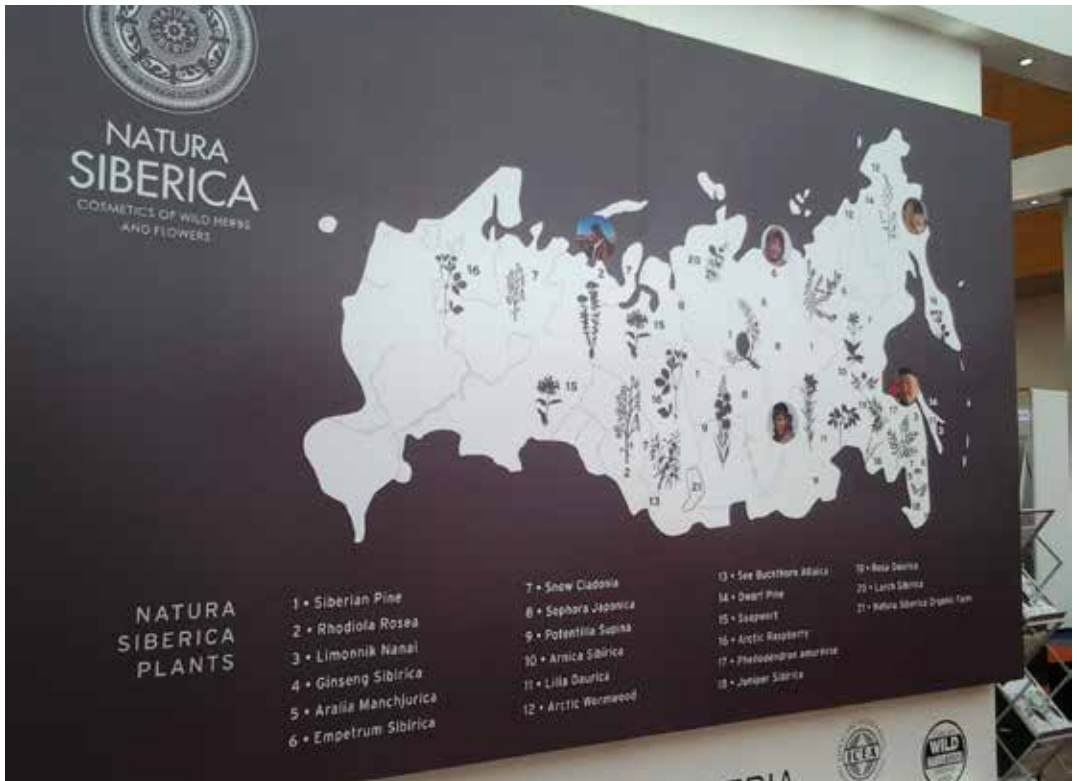 NATURA
SIBERICA
COSMETICS OF WILD HERBS
AND FLOWERS
NATURA
SIBERICA
PLANTS
1 • Siberian Pine
2 • Rhodiola Rosea
3 • Limonnik Nanai
4 • Ginseng Sibirica
5 • Aralia Manchjurica
6 • Empetrum Sibirica
7 • Snow Cladonia
8 • Sophora Japonica
9 • Potentilla Supina
10 • Arnica Sibirica
11 • Lilia Daurica
12 • Arctic Wormwood
13 • See Buckthorn Altaica
14 • Dwarf Pine
15 • Soapwort
16 • Arctic Raspberry
17 • Phellodendron amurense
18 • Juniper Sibirica
19 • Rosa Daurica
20 • Larch Sibirica
21 • Natura Siberica Organic Farm
ICEA
WILD